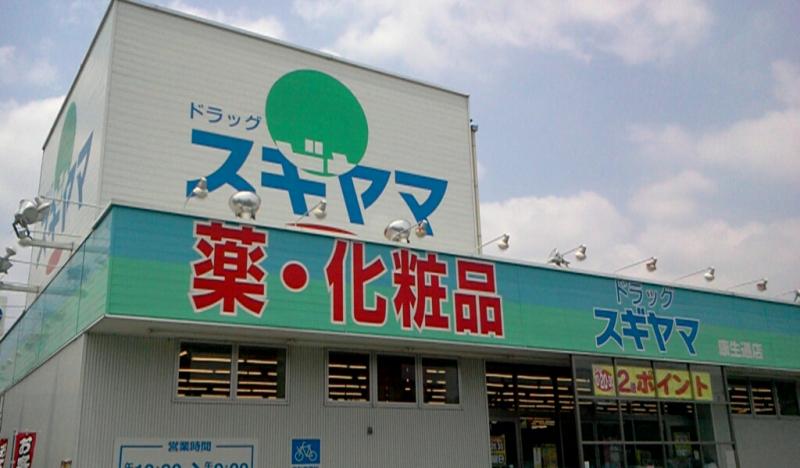 ドラッグ
スギヤマ
薬・化粧品
ドラッグ
スギヤマ
康生通店
2倍ポイント
営業時間